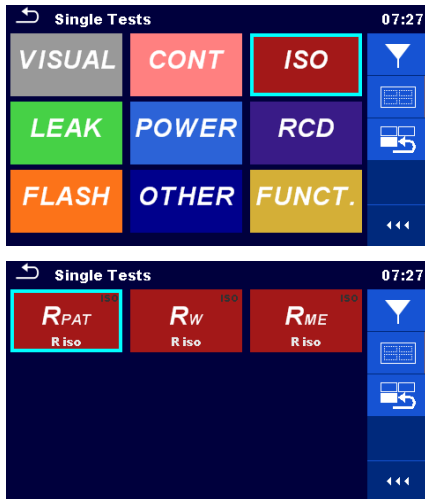 Single Tests 07:27
VISUAL CONT ISO
LEAK POWER RCD
FLASH OTHER FUNCT.
Single Tests 07:27
ISO ISO ISO
RPAT RW RME
R iso R iso R iso